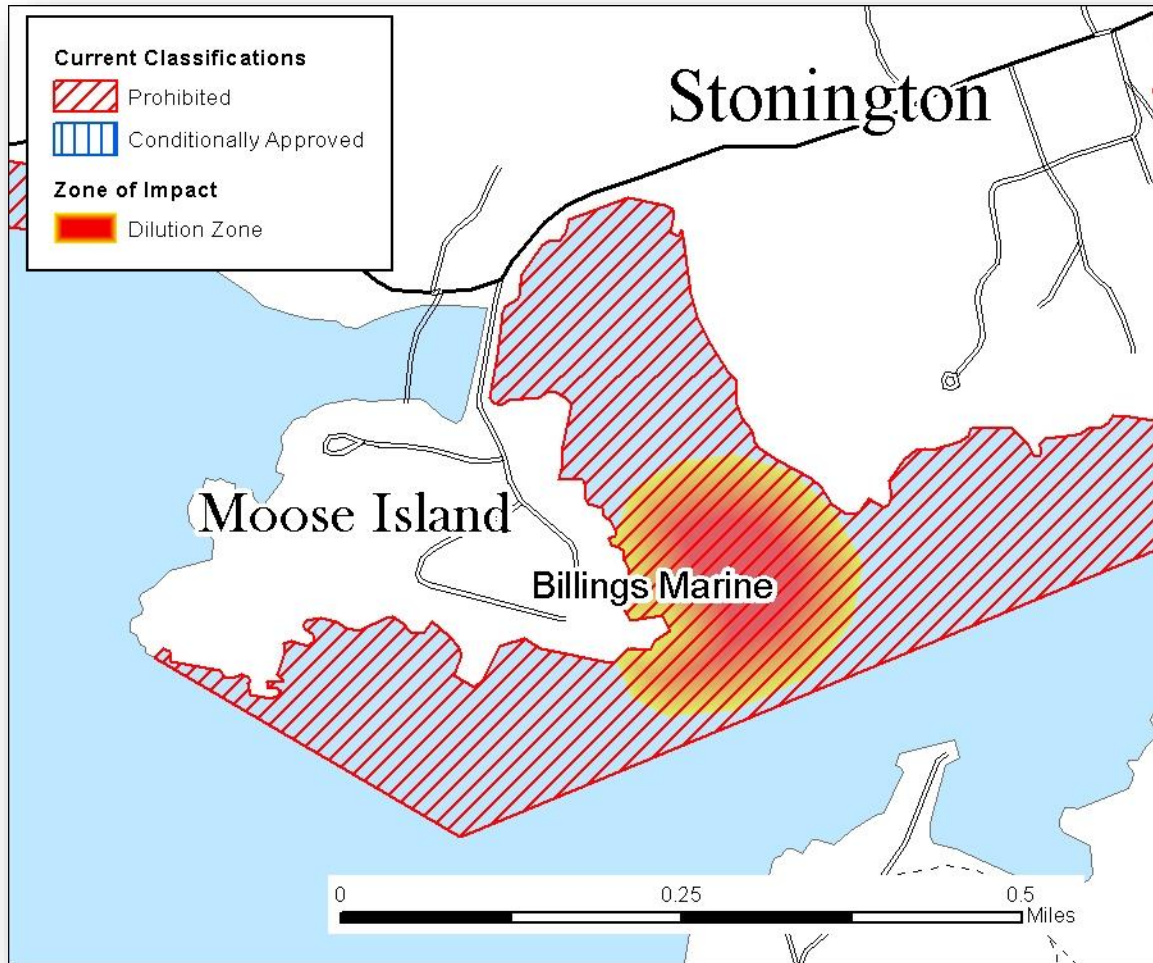 Current Classifications
Prohibited
Conditionally Approved
Zone of Impact
Dilution Zone
Stonington
Moose Island
Billings Marine
0 0.25 0.5
Miles